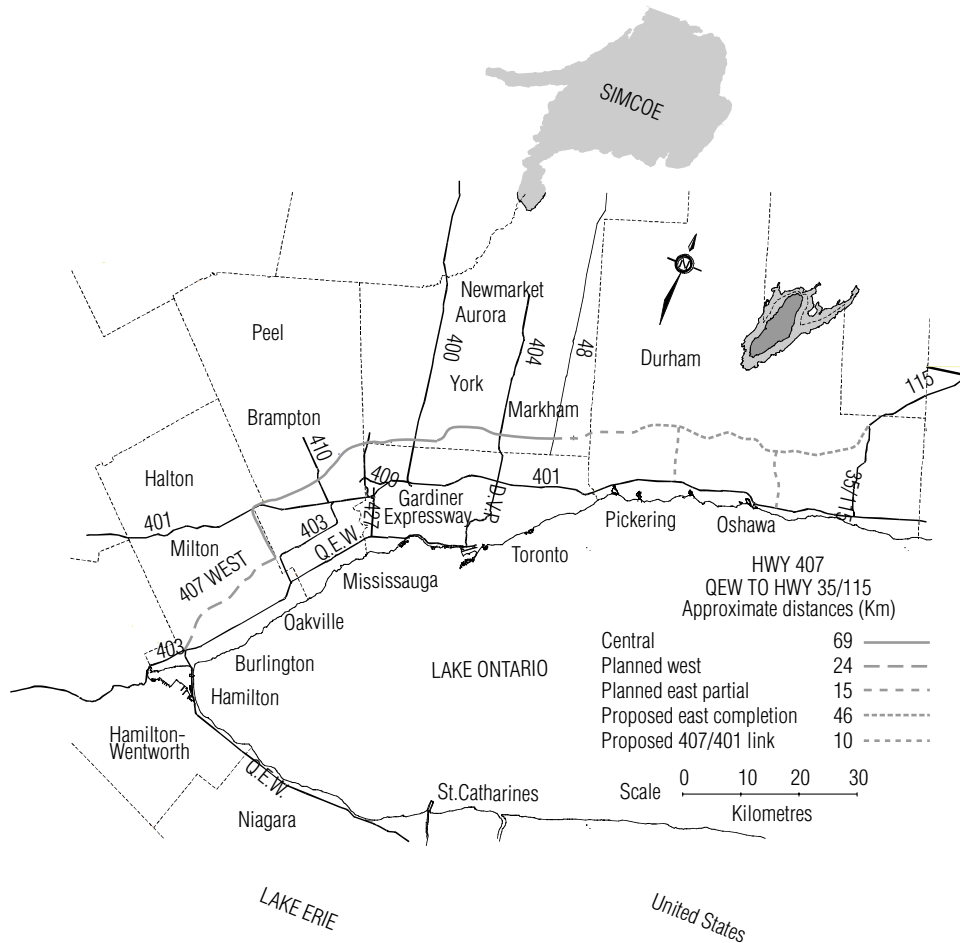 SIMCOE
N
Newmarket
Aurora
400
404
48
Peel
Durham
York
115
Markham
Brampton
410
Halton
400
401
Gardiner
Expressway
D.V.P.
427
35/115
401
403
Pickering
Oshawa
Milton
Q.E.W.
Toronto
407 WEST
Mississauga
HWY 407
QEW TO HWY 35/115
Approximate distances (Km)
Oakville
Central 69
403
Burlington
LAKE ONTARIO
Planned west 24
Planned east partial 15
Hamilton
Proposed east completion 46
Hamilton-
Wentworth
Proposed 407/401 link 10
Q.E.W.
Scale 0 10 20 30
Kilometres
St.Catharines
Niagara
LAKE ERIE
United States